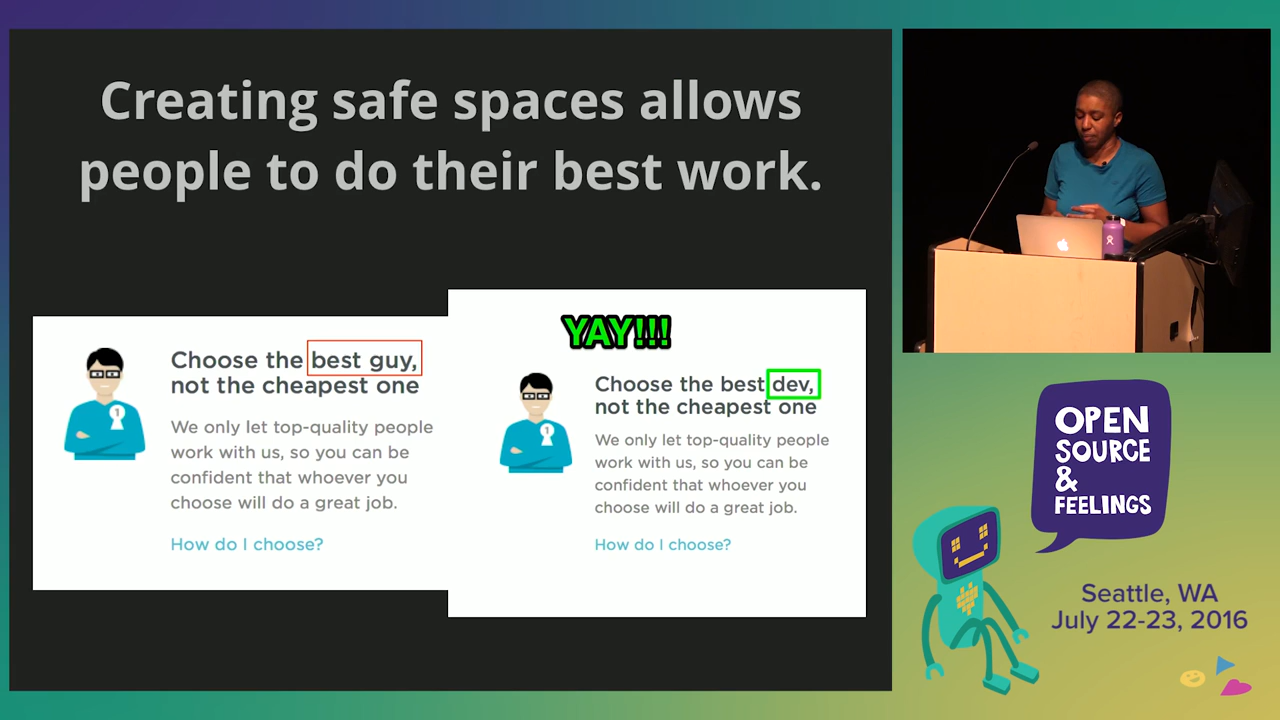 Creating safe spaces allows
people to do their best work.
Choose the best guy,
not the cheapest one
1
We only let top-quality people
work with us, so you can be
confident that whoever you
choose will do a great job.
How do I choose?
YAY!!!
Choose the best dev,
not the cheapest one
1
We only let top-quality people
work with us, so you can be
confident that whoever you
choose will do a great job.
How do I choose?
OPEN
SOURCE
&
FEELINGS
Seattle, WA
July 22-23, 2016